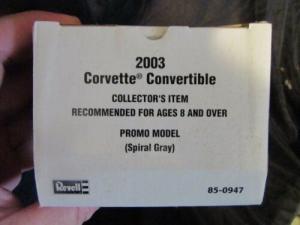 2003
Corvette® Convertible
COLLECTOR'S ITEM
RECOMMENDED FOR AGES 8 AND OVER
PROMO MODEL
(Spiral Gray)
Revell
85-0947